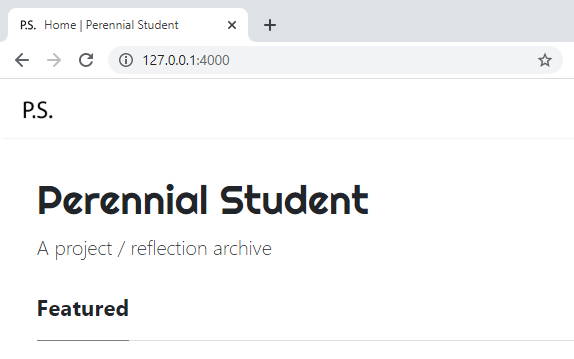 P.S. Home | Perennial Student
127.0.0.1:4000
P.S.
Perennial Student
A project / reflection archive
Featured